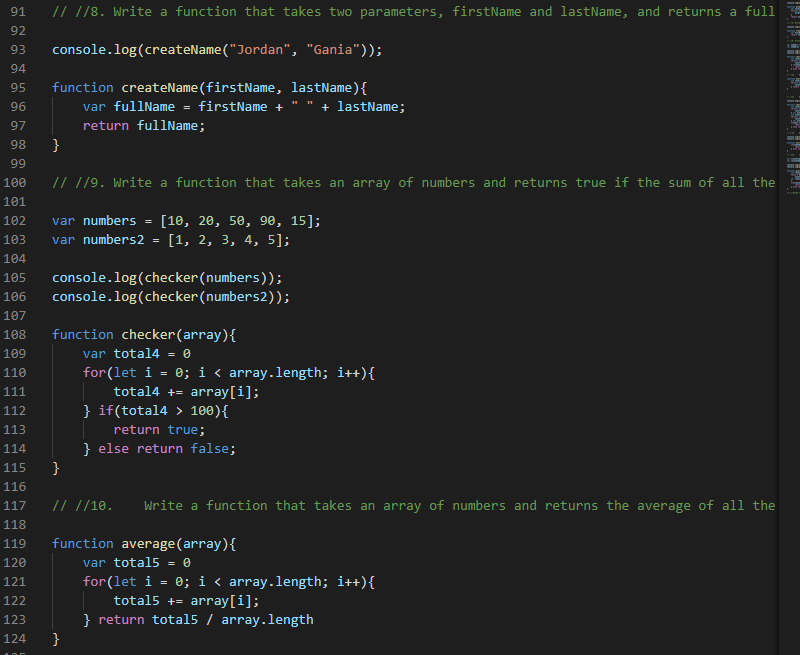 91 // //8. Write a function that takes two parameters, firstName and lastName, and returns a full
92
93 console.log(createName("Jordan", "Gania"));
94
95 function createName(firstName, lastName){
96     var fullName = firstName + " " + lastName;
97     return fullName;
98 }
99
100 // //9. Write a function that takes an array of numbers and returns true if the sum of all the
101
102 var numbers = [10, 20, 50, 90, 15];
103 var numbers2 = [1, 2, 3, 4, 5];
104
105 console.log(checker(numbers));
106 console.log(checker(numbers2));
107
108 function checker(array){
109     var total4 = 0
110     for(let i = 0; i < array.length; i++){
111         total4 += array[i];
112     } if(total4 > 100){
113         return true;
114     } else return false;
115 }
116
117 // //10.    Write a function that takes an array of numbers and returns the average of all the
118
119 function average(array){
120     var total5 = 0
121     for(let i = 0; i < array.length; i++){
122         total5 += array[i];
123     } return total5 / array.length
124 }